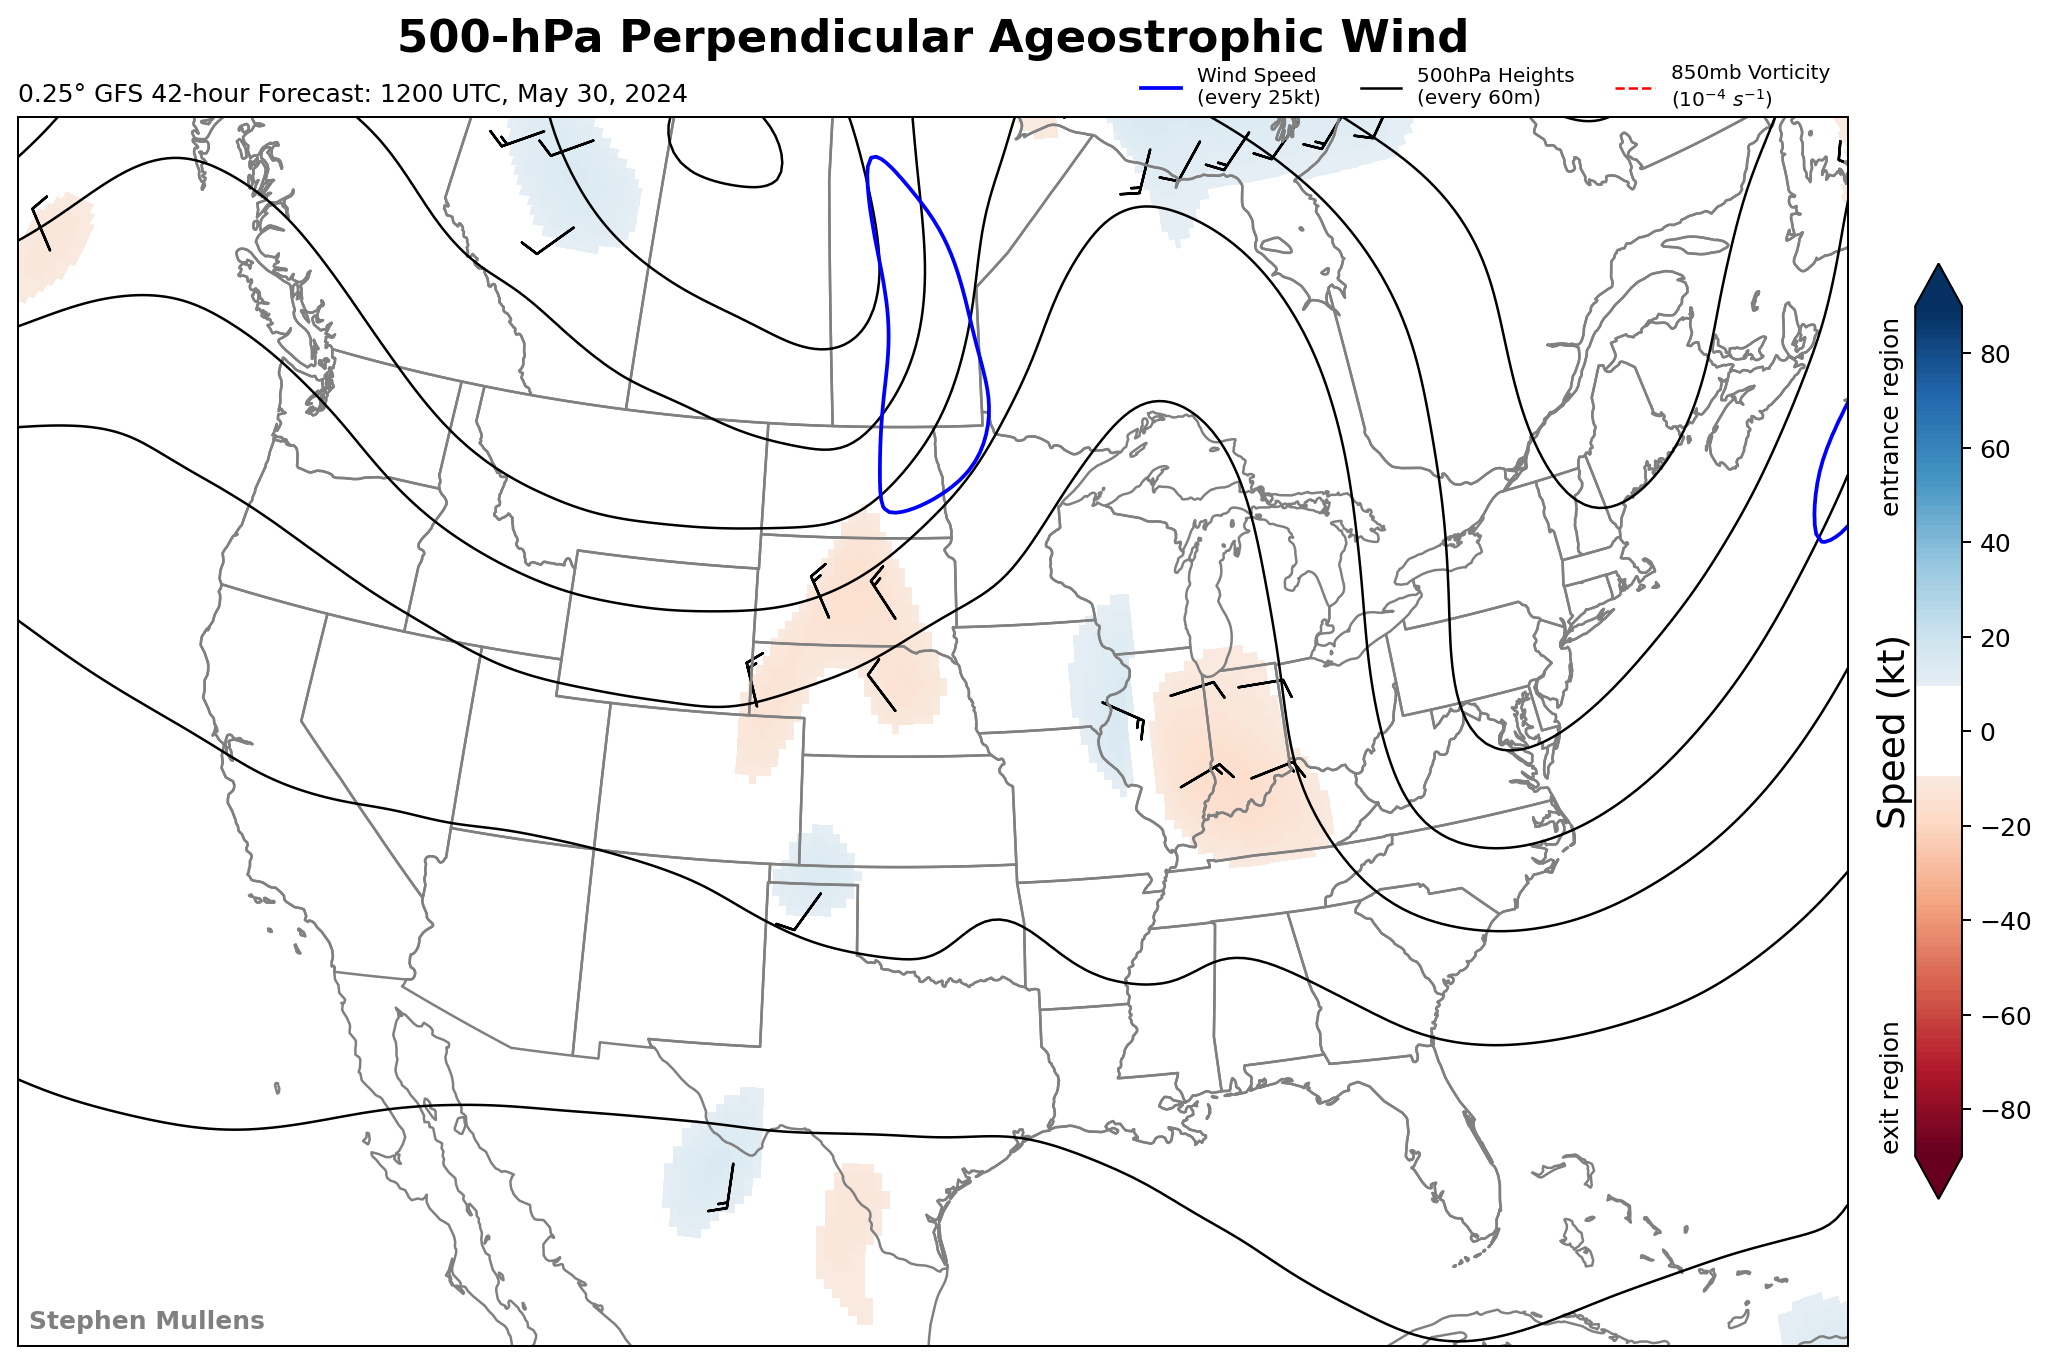 500-hPa Perpendicular Ageostrophic Wind
0.25° GFS 42-hour Forecast: 1200 UTC, May 30, 2024
Wind Speed
(every 25kt)
500hPa Heights
(every 60m)
850mb Vorticity
(10⁻⁴ s⁻¹)
80
60
40
20
0
−20
−40
−60
−80
entrance region
Speed (kt)
exit region
Stephen Mullens